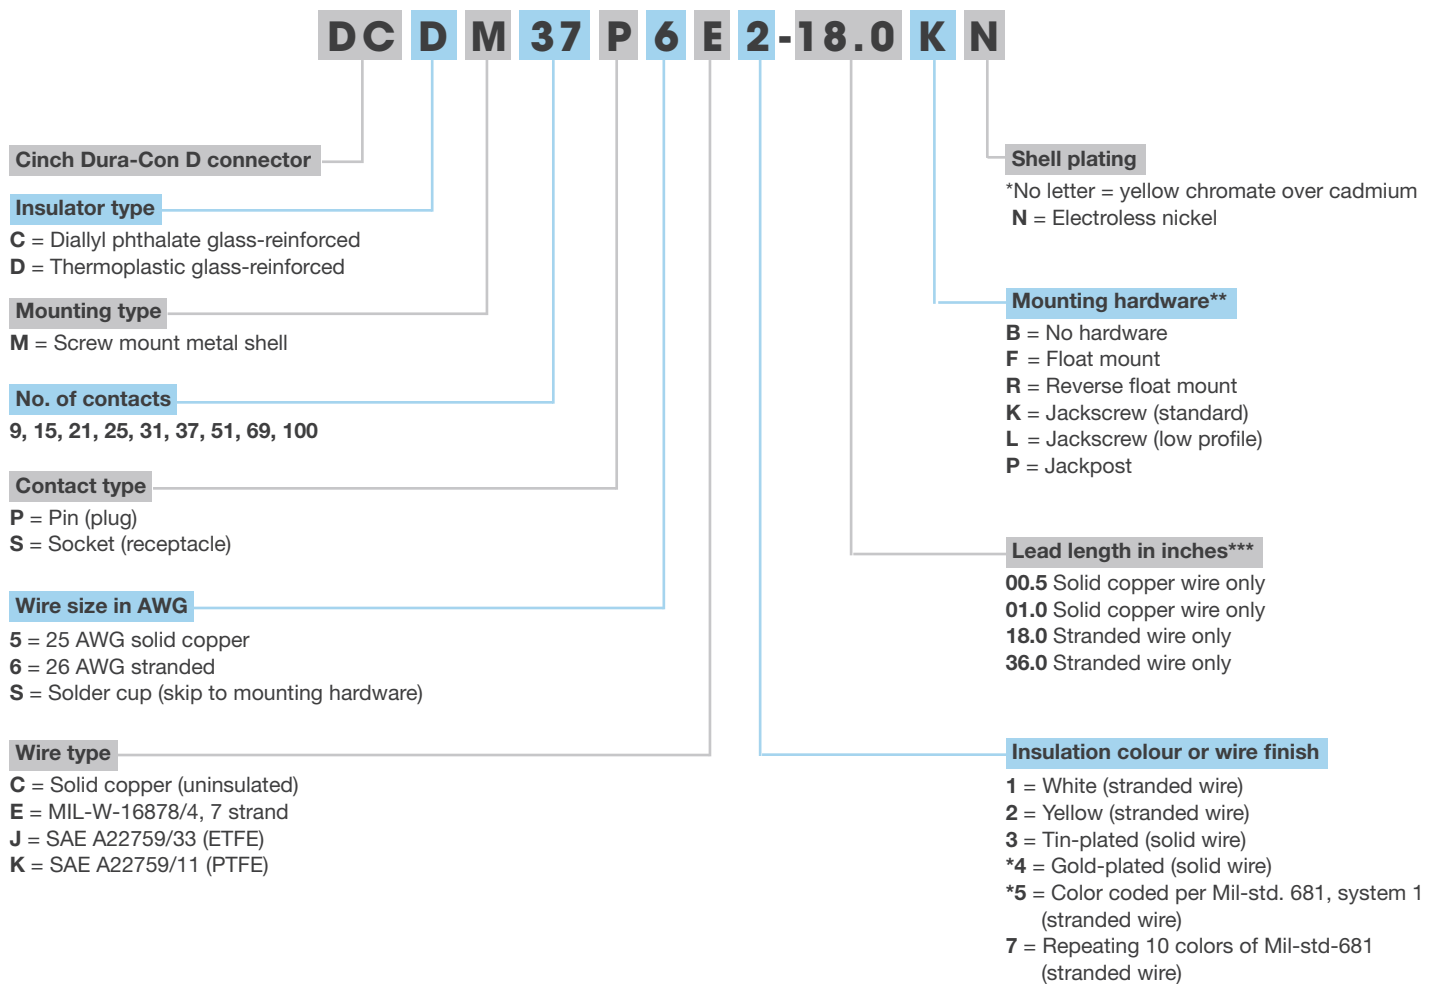 DC D M 37 P 6 E 2-18.0 K N
Cinch Dura-Con D connector
Insulator type
C = Diallyl phthalate glass-reinforced
D = Thermoplastic glass-reinforced
Mounting type
M = Screw mount metal shell
No. of contacts
9, 15, 21, 25, 31, 37, 51, 69, 100
Contact type
P = Pin (plug)
S = Socket (receptacle)
Wire size in AWG
5 = 25 AWG solid copper
6 = 26 AWG stranded
S = Solder cup (skip to mounting hardware)
Wire type
C = Solid copper (uninsulated)
E = MIL-W-16878/4, 7 strand
J = SAE A22759/33 (ETFE)
K = SAE A22759/11 (PTFE)
Shell plating
*No letter = yellow chromate over cadmium
N = Electroless nickel
Mounting hardware**
B = No hardware
F = Float mount
R = Reverse float mount
K = Jackscrew (standard)
L = Jackscrew (low profile)
P = Jackpost
Lead length in inches***
00.5 Solid copper wire only
01.0 Solid copper wire only
18.0 Stranded wire only
36.0 Stranded wire only
Insulation colour or wire finish
1 = White (stranded wire)
2 = Yellow (stranded wire)
3 = Tin-plated (solid wire)
*4 = Gold-plated (solid wire)
*5 = Color coded per Mil-std. 681, system 1
(stranded wire)
7 = Repeating 10 colors of Mil-std-681
(stranded wire)